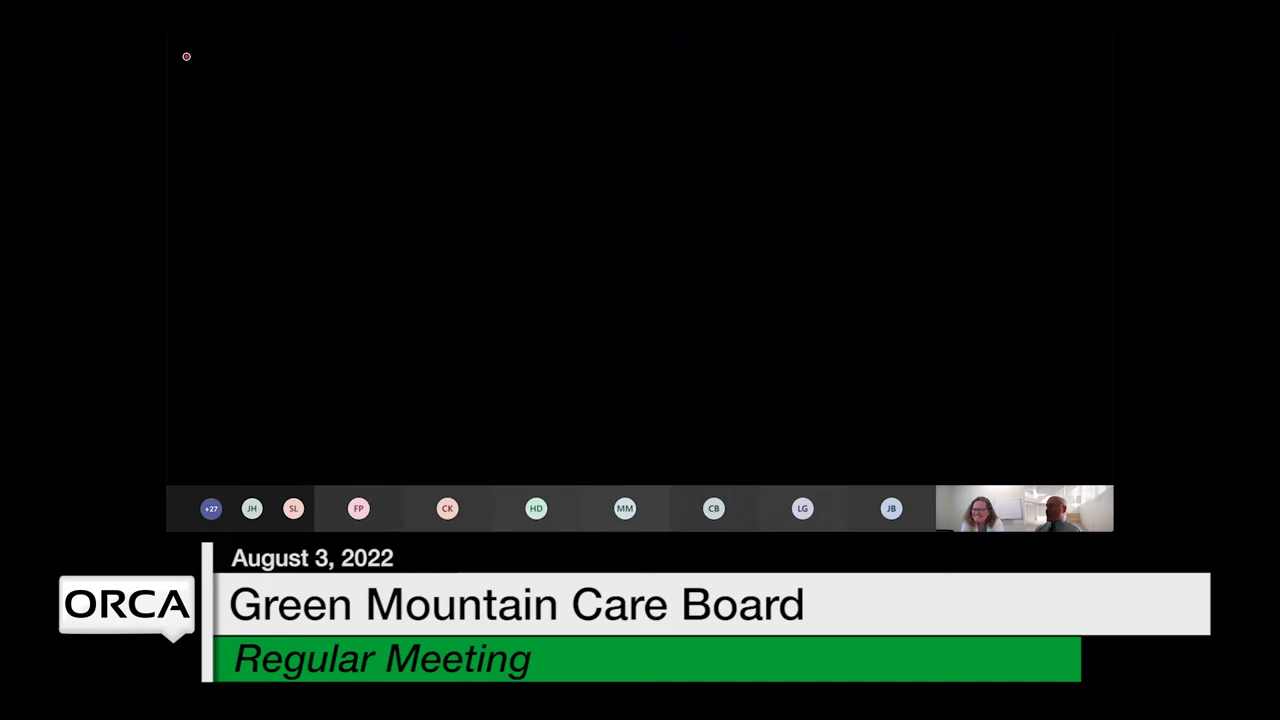 +27 JH SL FP CK HD MM CB LG JB
August 3, 2022
ORCA
Green Mountain Care Board
Regular Meeting